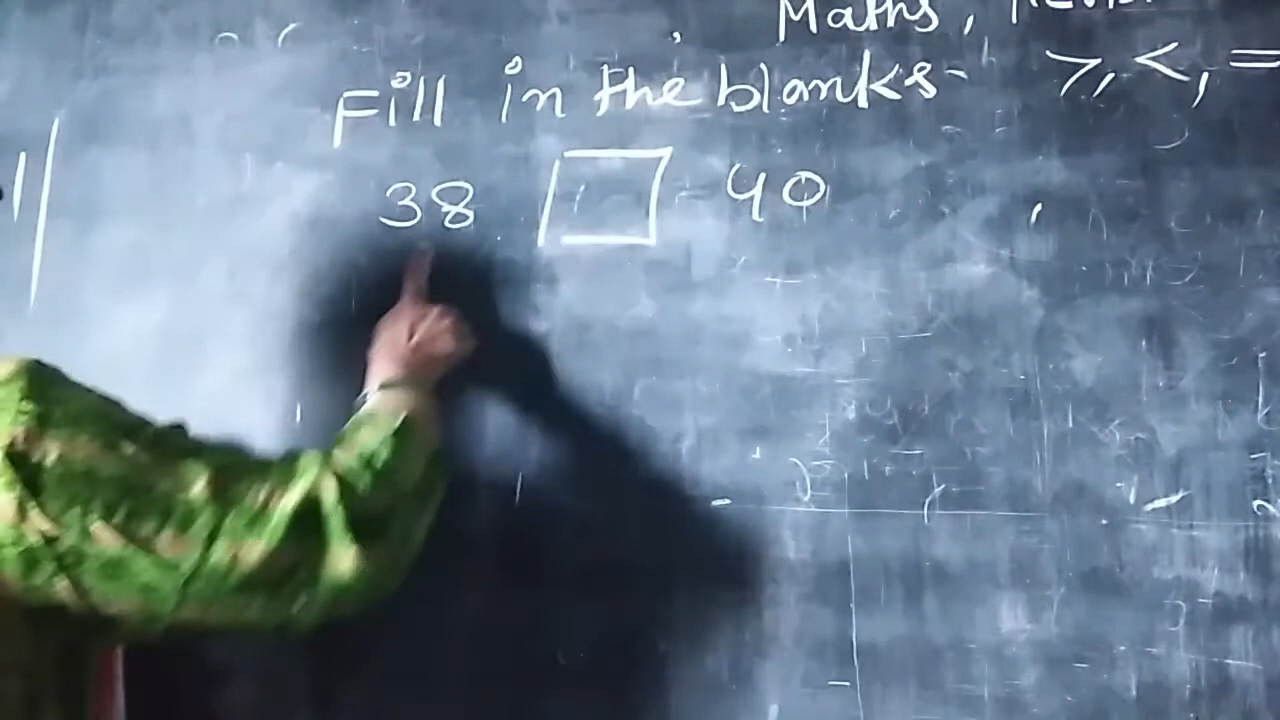 Maths,
Fill in the blanks- >, <, =
38 40